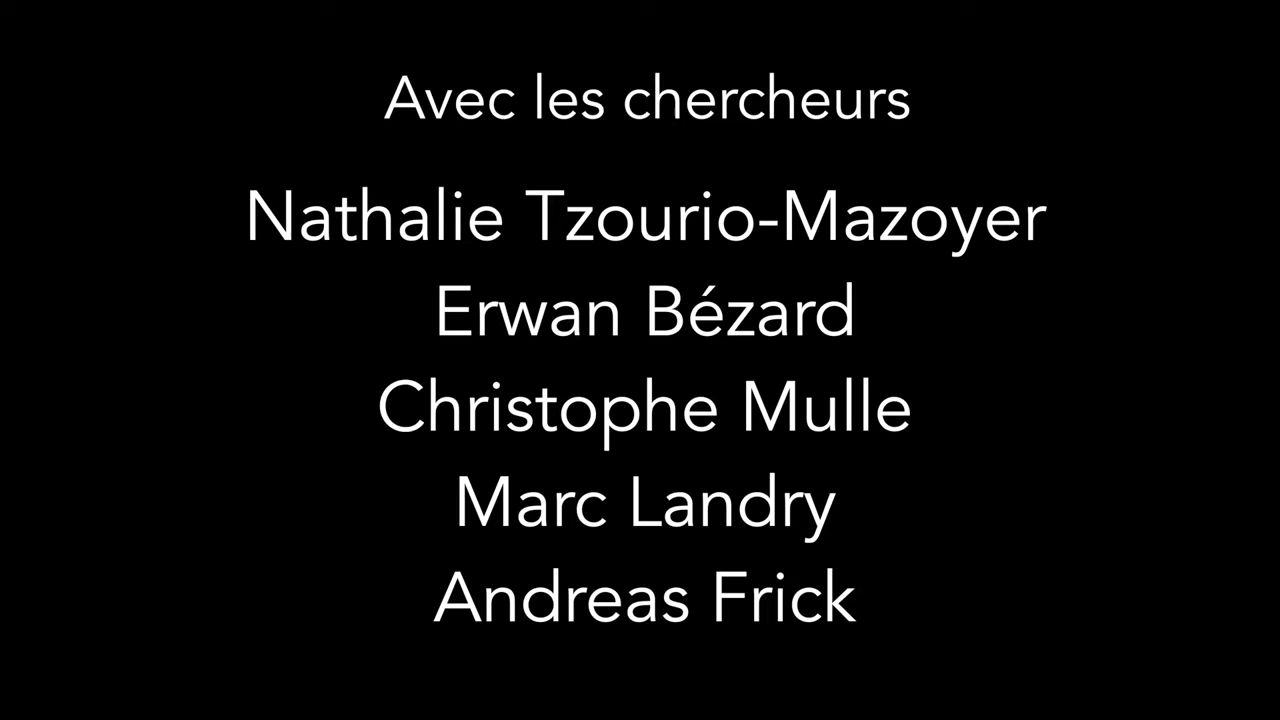 Avec les chercheurs
Nathalie Tzourio-Mazoyer
Erwan Bézard
Christophe Mulle
Marc Landry
Andreas Frick